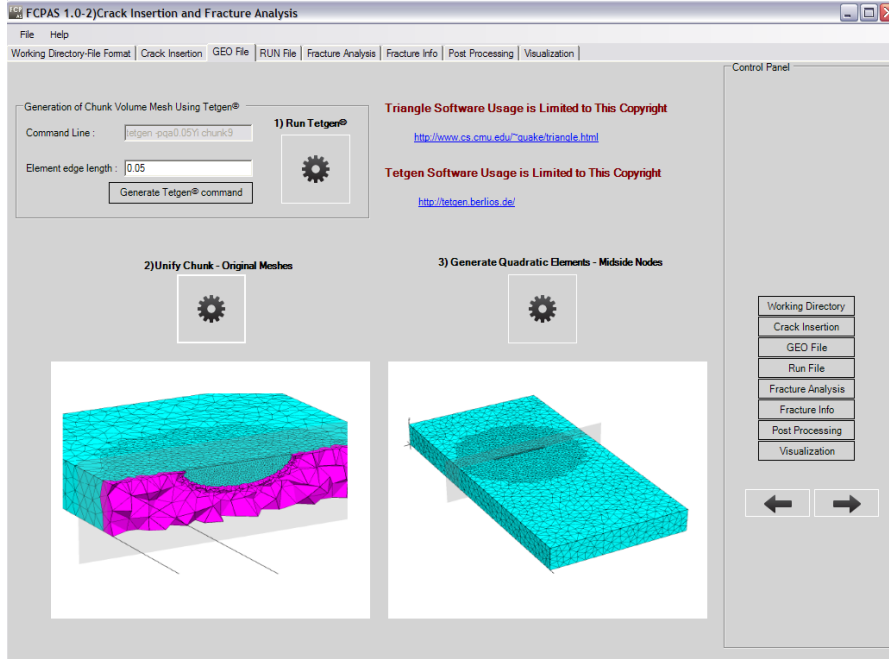 FCPAS 1.0-2)Crack Insertion and Fracture Analysis
File Help
Working Directory-File Format Crack Insertion GEO File RUN File Fracture Analysis Fracture Info Post Processing Visualization
Control Panel
Generation of Chunk Volume Mesh Using Tetgen®
Command Line : tetgen -pqa0.05Yi chunk9
1) Run Tetgen®
Element edge length : 0.05
Generate Tetgen® command
Triangle Software Usage is Limited to This Copyright
http://www.cs.cmu.edu/~quake/triangle.html
Tetgen Software Usage is Limited to This Copyright
http://tetgen.berlios.de/
2)Unify Chunk - Original Meshes
3) Generate Quadratic Elements - Midside Nodes
Working Directory
Crack Insertion
GEO File
Run File
Fracture Analysis
Fracture Info
Post Processing
Visualization